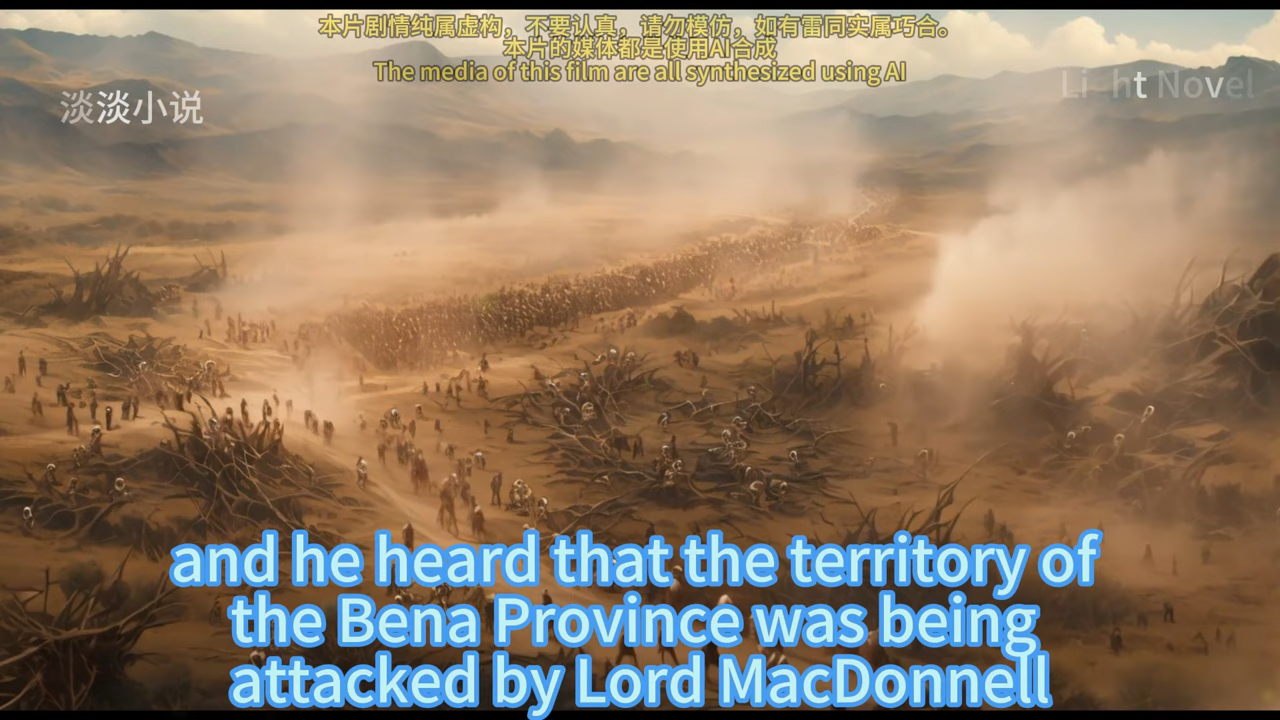 本片剧情纯属虚构，不要认真，请勿模仿，如有雷同实属巧合。
本片的媒体都是使用AI合成
The media of this film are all synthesized using AI
淡淡小说
Light Novel
and he heard that the territory of
the Bena Province was being
attacked by Lord MacDonnell